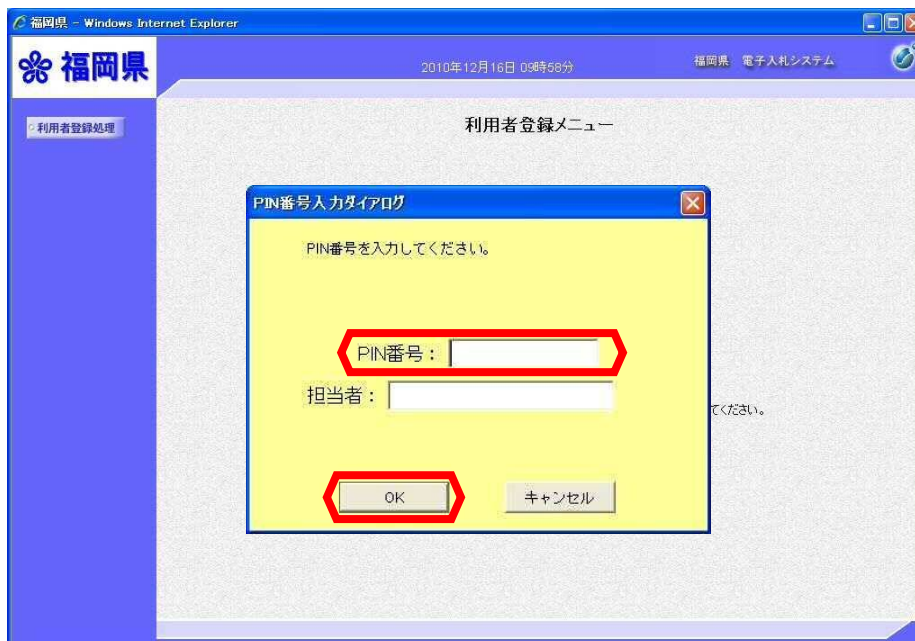 福岡県 - Windows Internet Explorer
福岡県
2010年12月16日 09時58分
福岡県 電子入札システム
利用者登録処理
利用者登録メニュー
PIN番号入力ダイアログ
PIN番号を入力してください。
PIN番号：
担当者：
てください。
OK
キャンセル